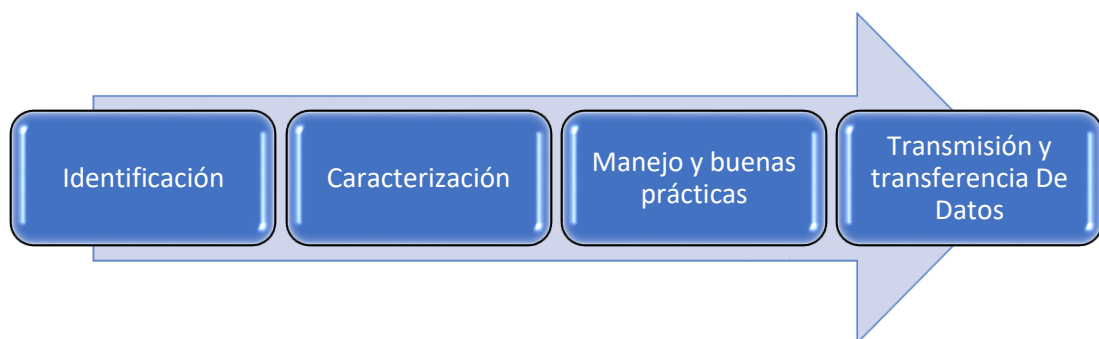 Identificación
Caracterización
Manejo y buenas
prácticas
Transmisión y
transferencia De
Datos